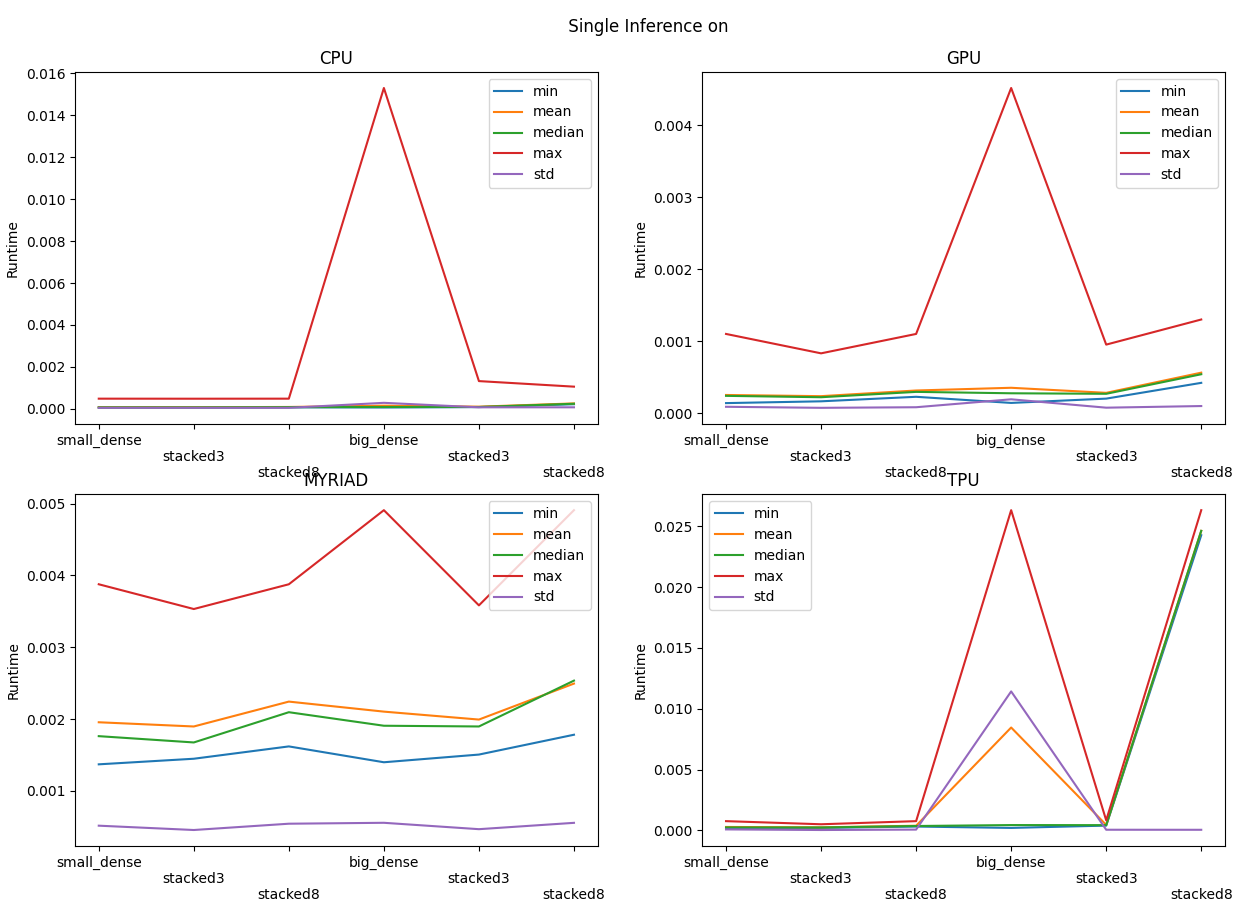 Single Inference on
CPU
0.016
0.014
0.012
0.010
0.008
0.006
0.004
0.002
0.000
Runtime
min
mean
median
max
std
small_dense
stacked3
stacked8
big_dense
stacked3
stacked8
GPU
0.004
0.003
0.002
0.001
0.000
Runtime
min
mean
median
max
std
small_dense
stacked3
stacked8
big_dense
stacked3
stacked8
MYRIAD
0.005
0.004
0.003
0.002
0.001
Runtime
min
mean
median
max
std
small_dense
stacked3
stacked8
big_dense
stacked3
stacked8
TPU
0.025
0.020
0.015
0.010
0.005
0.000
Runtime
min
mean
median
max
std
small_dense
stacked3
stacked8
big_dense
stacked3
stacked8